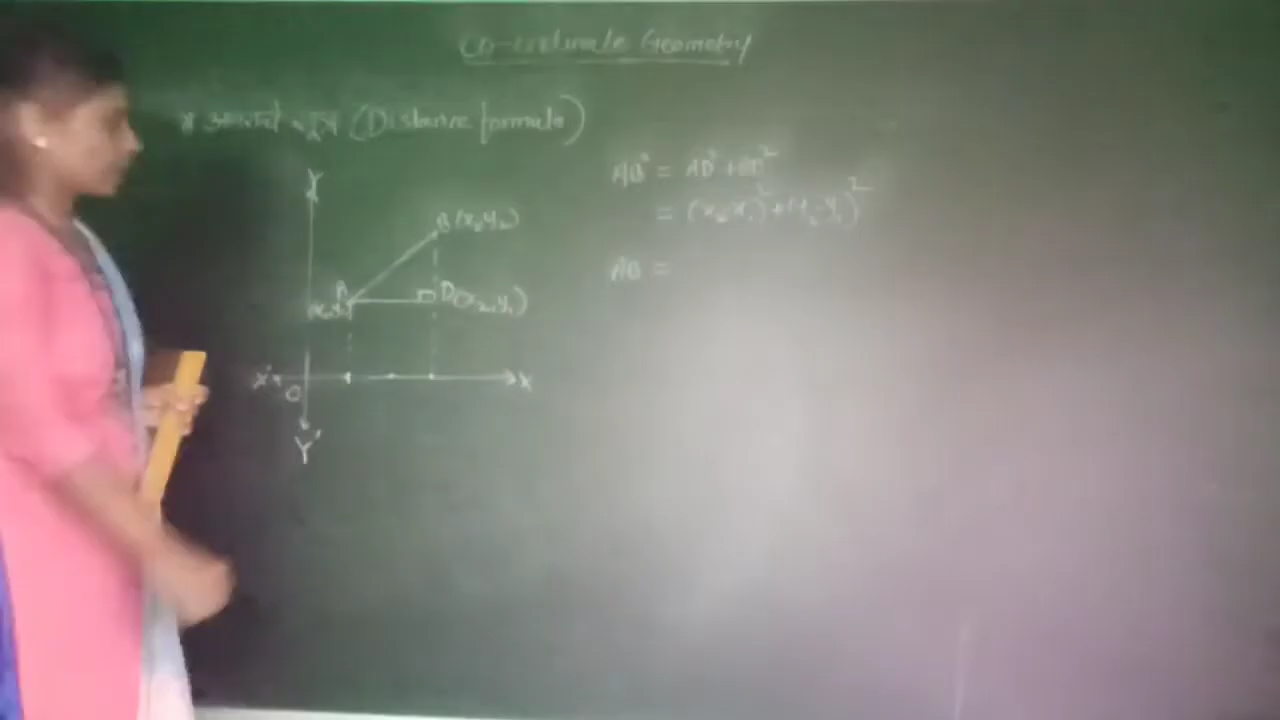 Co-ordinate Geometry
* अंतराचे सूत्र (Distance formula)
Y
B (x₂,y₂)
A
(x₁,y₁)
D(x₂,y₁)
X'
O
X
Y'
AB² = AD² + BD²
= (x₂-x₁)² + (y₂-y₁)²
AB =